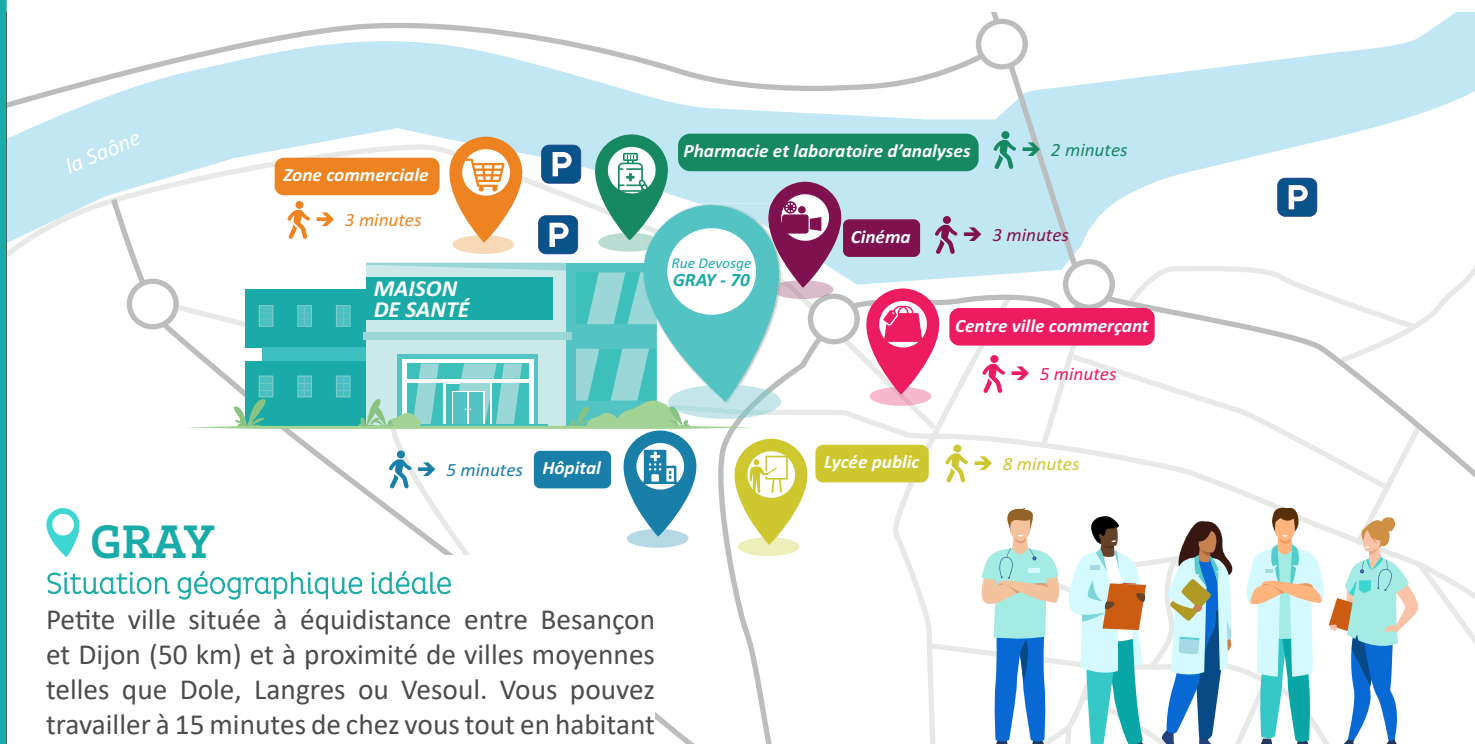 la Saône
Zone commerciale
3 minutes
P
P
Pharmacie et laboratoire d'analyses
2 minutes
P
Cinéma
3 minutes
Rue Devosge
GRAY - 70
MAISON
DE SANTÉ
Centre ville commerçant
5 minutes
5 minutes
Hôpital
Lycée public
8 minutes
GRAY
Situation géographique idéale
Petite ville située à équidistance entre Besançon
et Dijon (50 km) et à proximité de villes moyennes
telles que Dole, Langres ou Vesoul. Vous pouvez
travailler à 15 minutes de chez vous tout en habitant